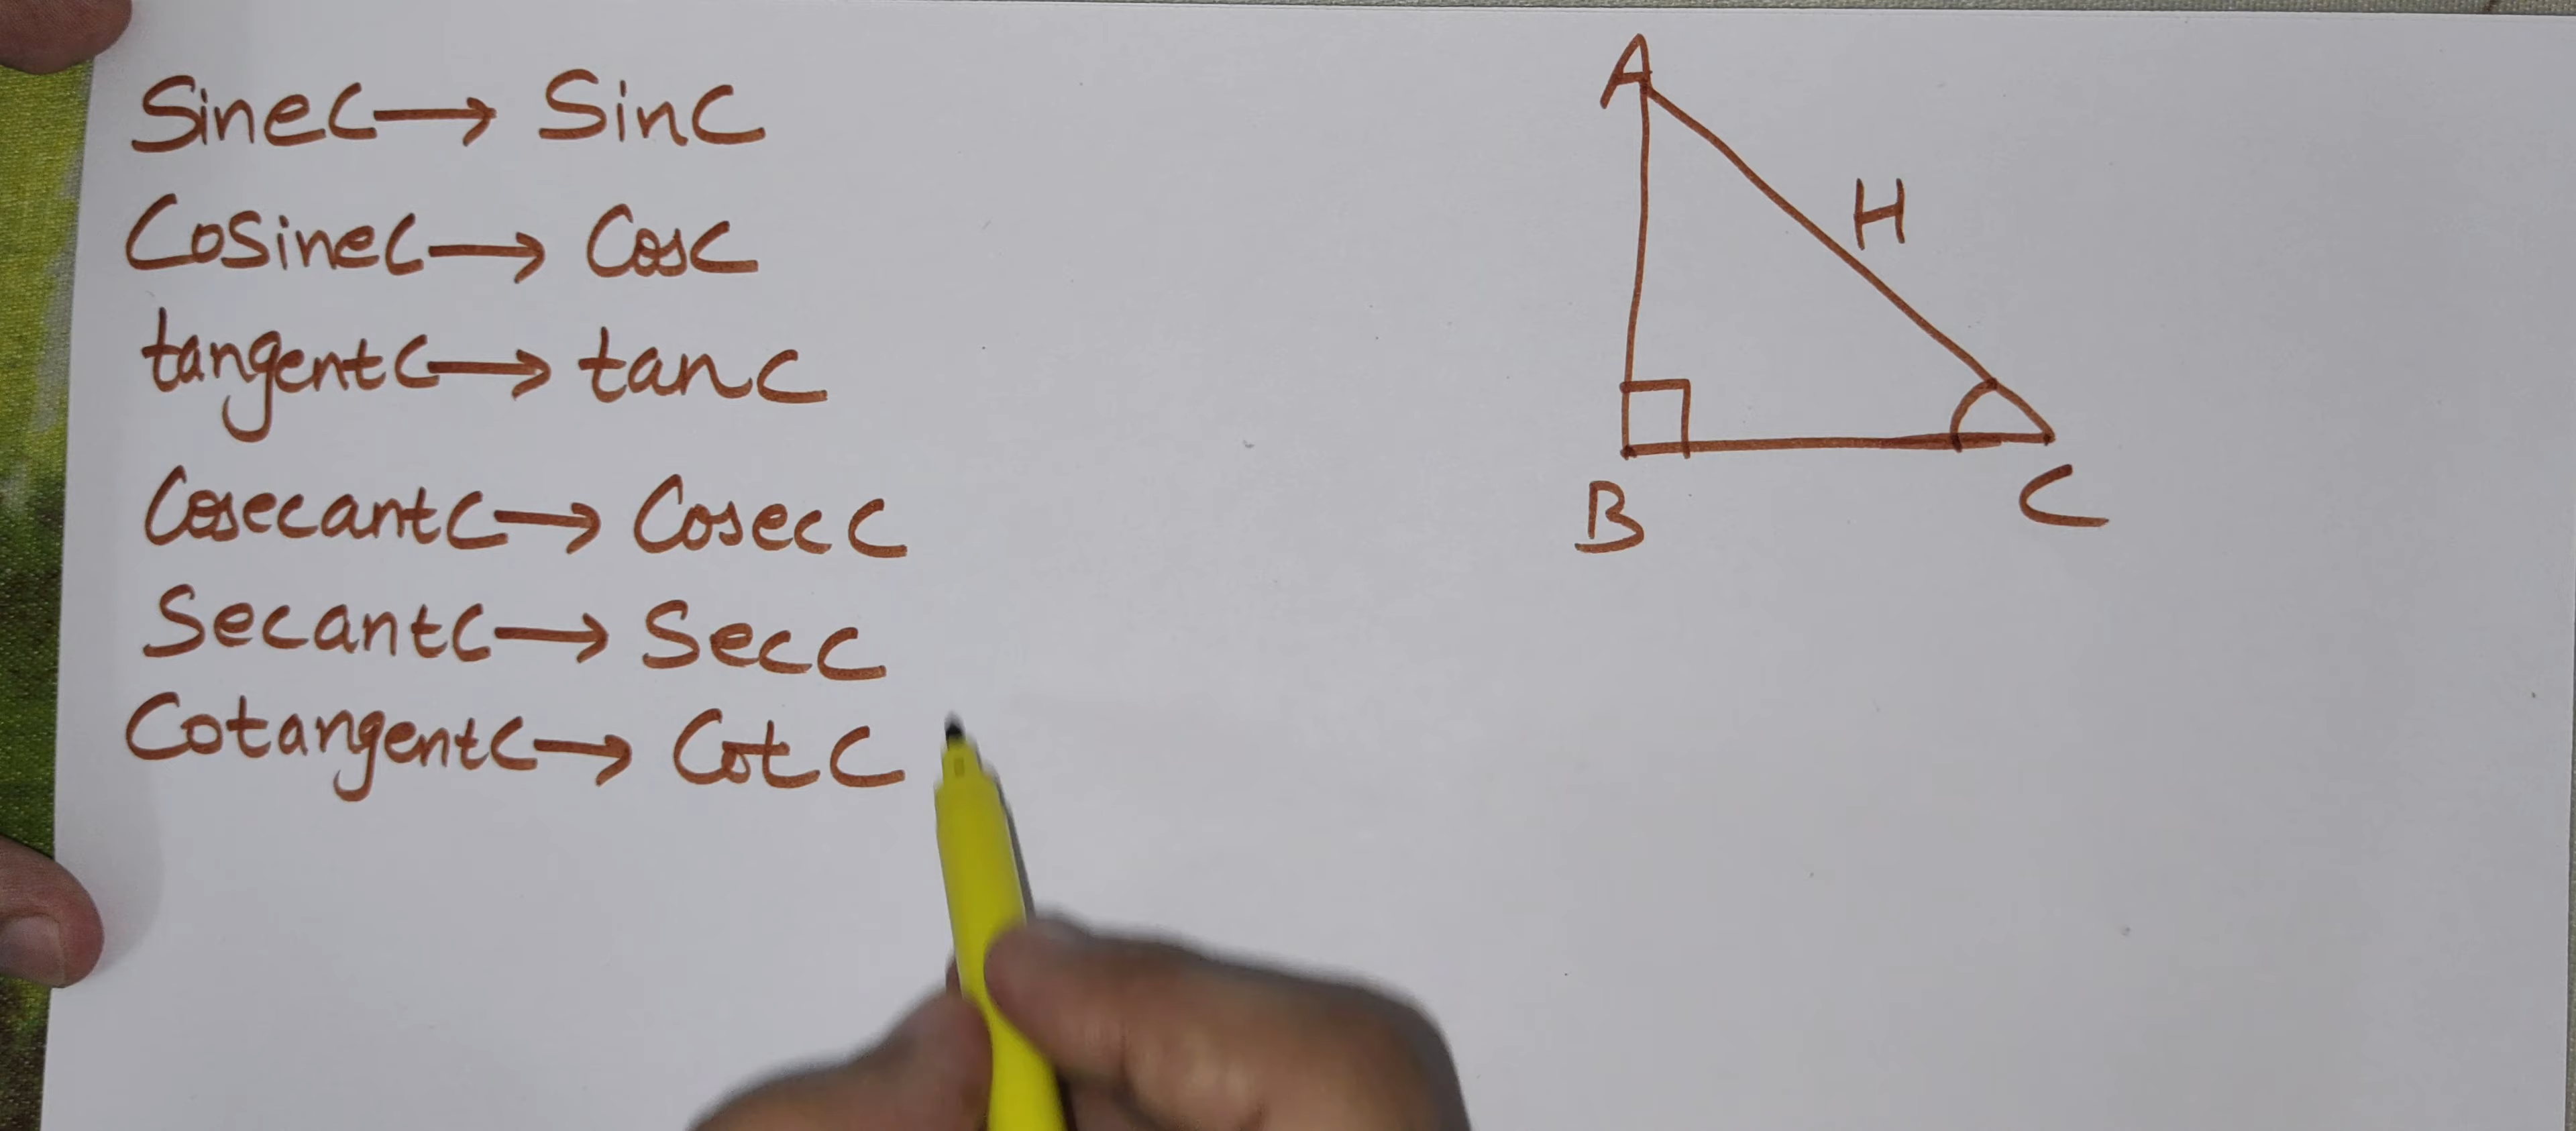 SineC → SinC
CosineC → CosC
tangentC → tanC
CosecantC → CosecC
SecantC → SecC
CotangentC → CotC
A
H
B
C